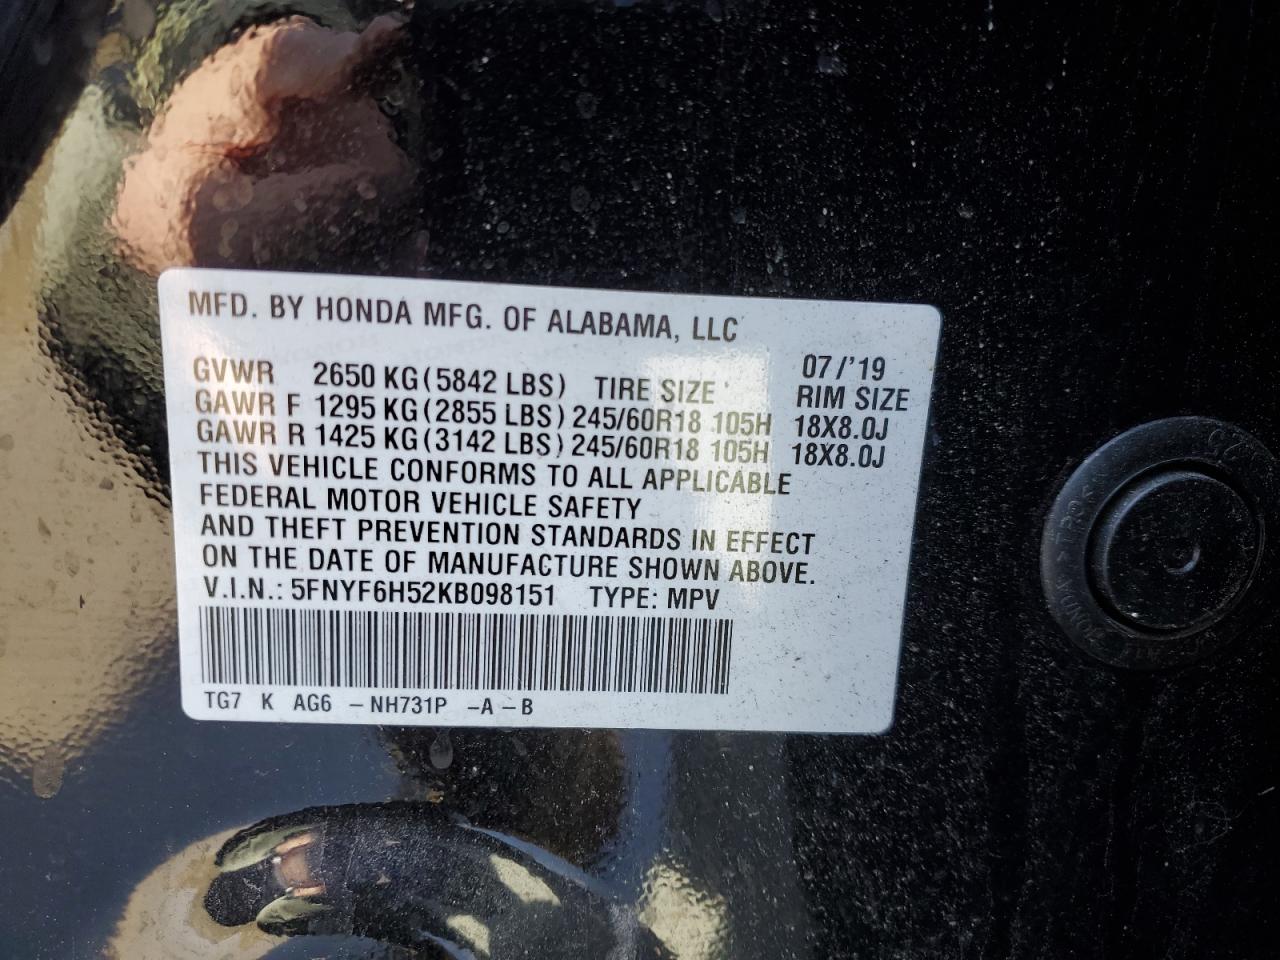 MFD. BY HONDA MFG. OF ALABAMA, LLC
07/'19
GVWR 2650 KG(5842 LBS) TIRE SIZE RIM SIZE
GAWR F 1295 KG(2855 LBS) 245/60R18 105H 18X8.0J
GAWR R 1425 KG(3142 LBS) 245/60R18 105H 18X8.0J
THIS VEHICLE CONFORMS TO ALL APPLICABLE
FEDERAL MOTOR VEHICLE SAFETY
AND THEFT PREVENTION STANDARDS IN EFFECT
ON THE DATE OF MANUFACTURE SHOWN ABOVE.
V.I.N.: 5FNYF6H52KB098151 TYPE: MPV
TG7 K AG6 -NH731P -A-B